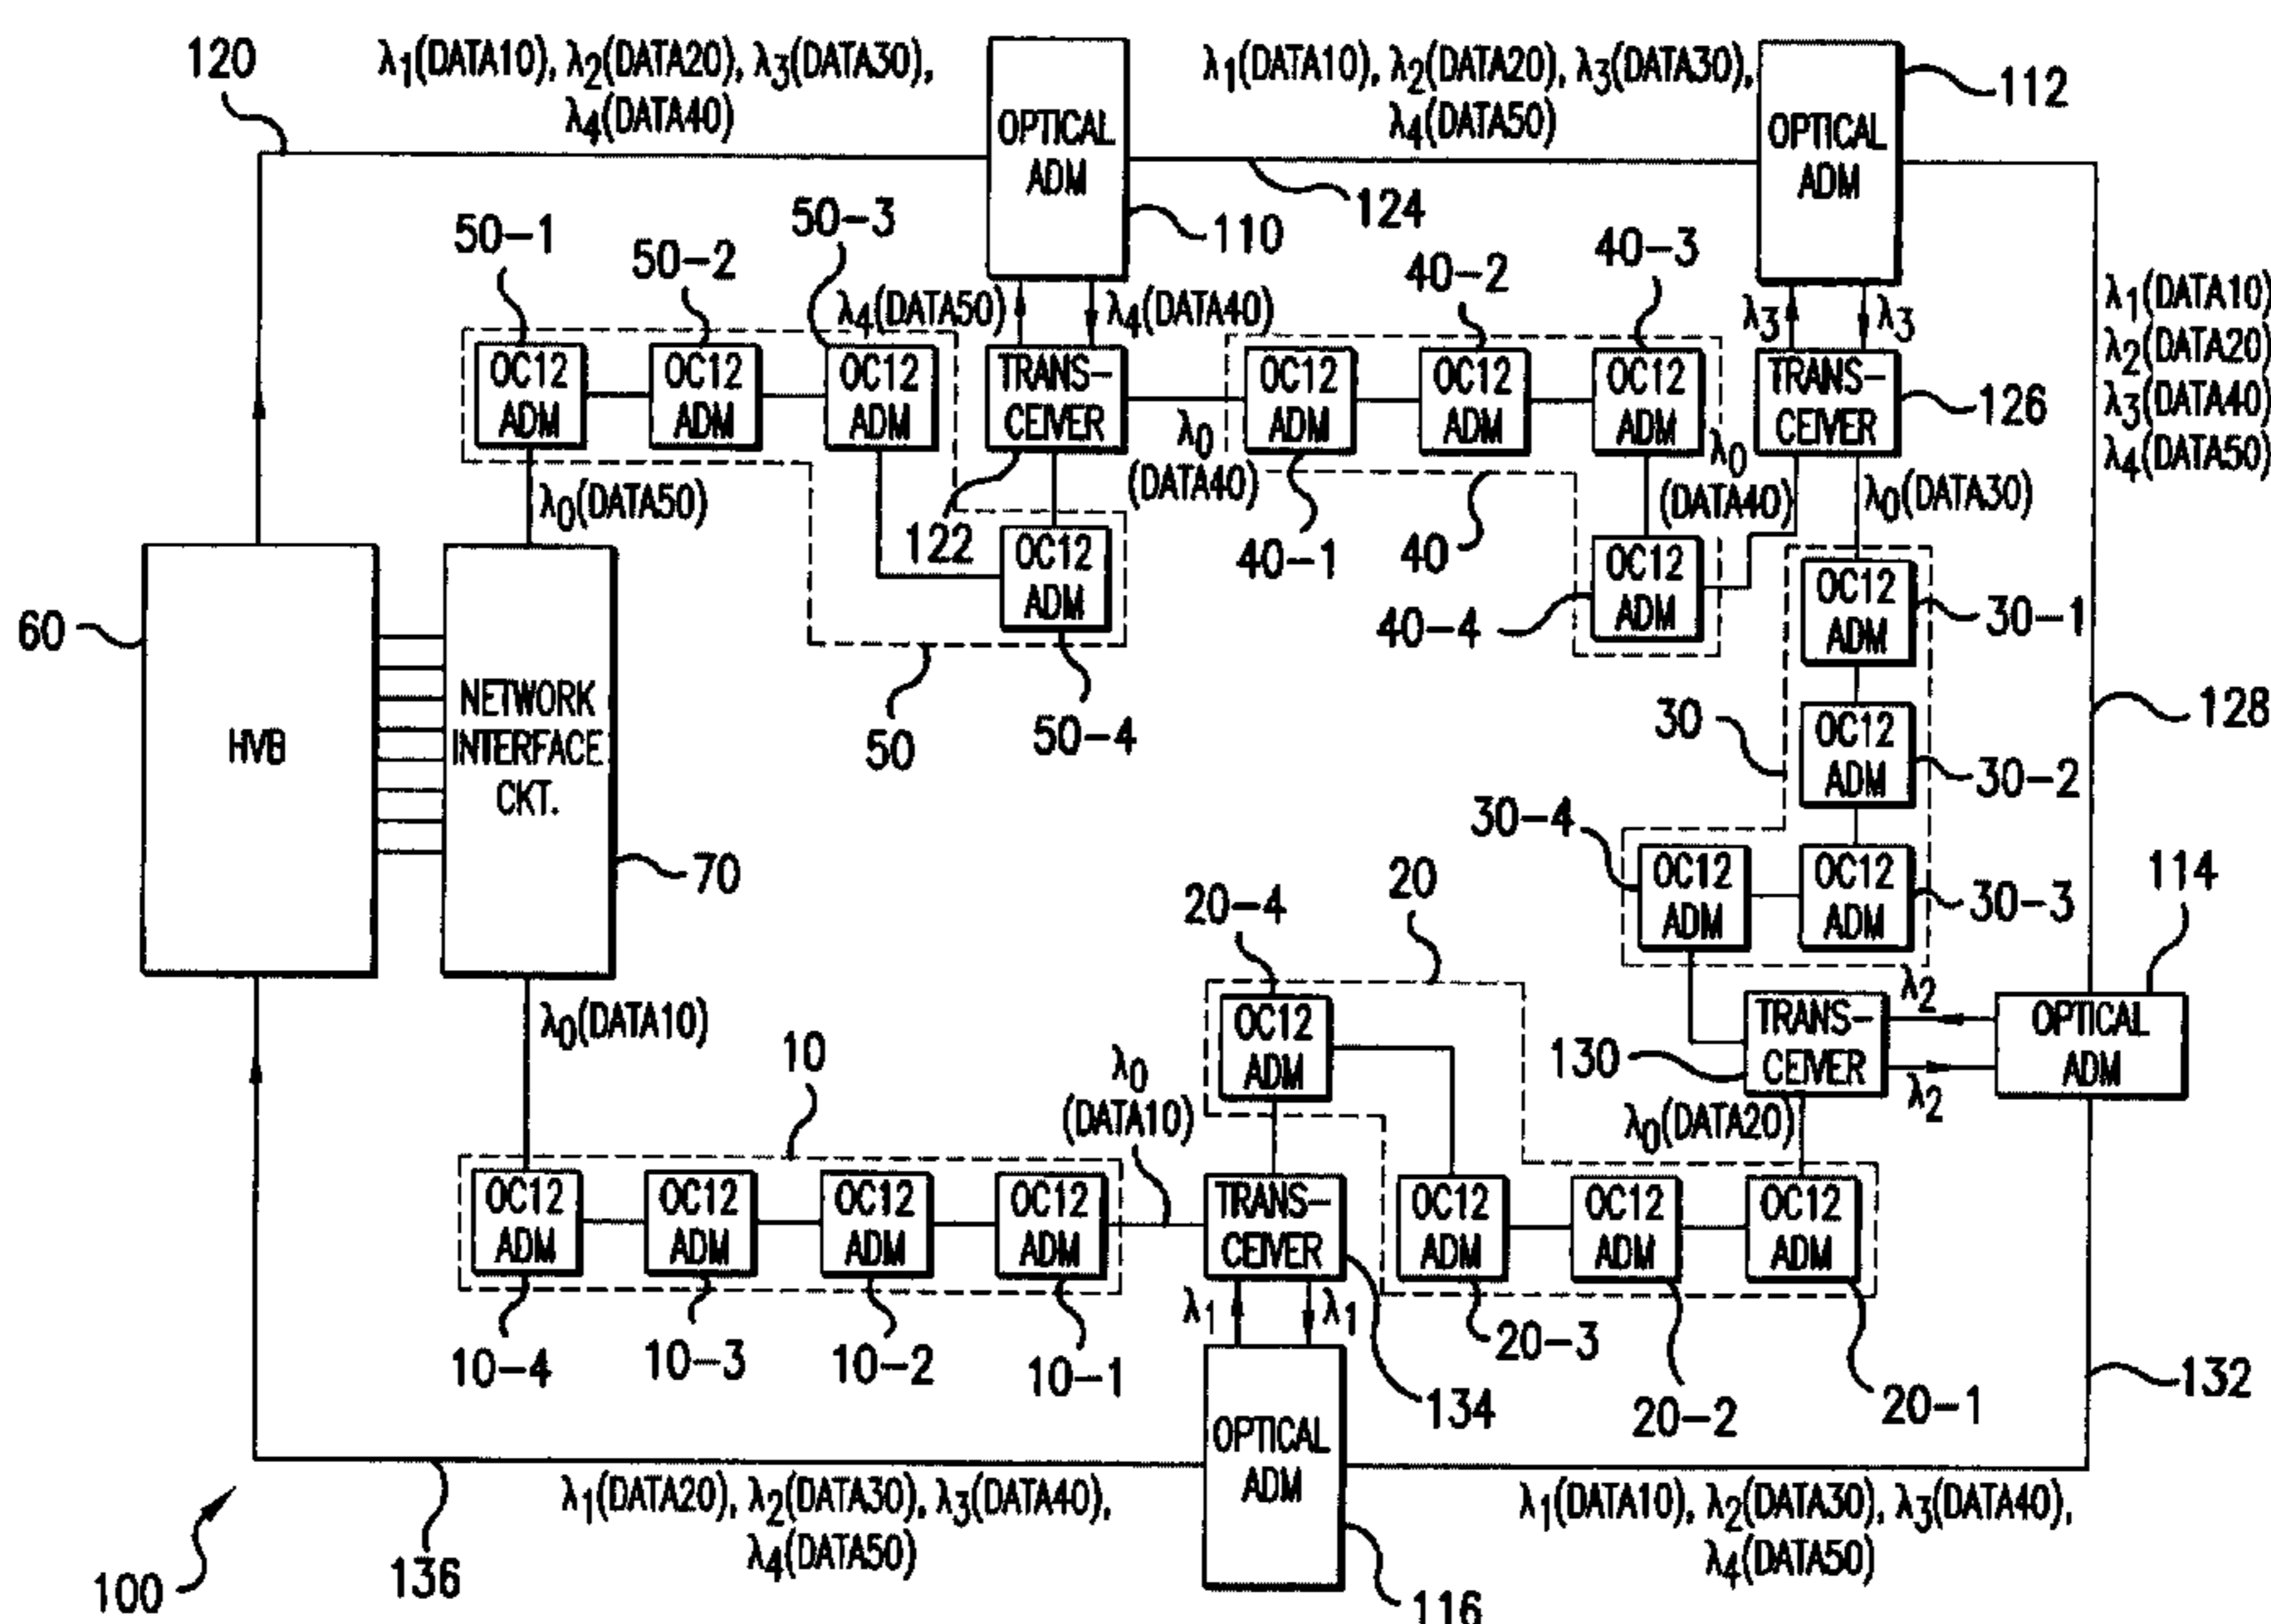 120
λ1(DATA10), λ2(DATA20), λ3(DATA30),
λ4(DATA40)
OPTICAL
ADM
110
λ1(DATA10), λ2(DATA20), λ3(DATA30),
λ4(DATA50)
124
OPTICAL
ADM
112
50-1
50-2
50-3
λ4(DATA50)
λ4(DATA40)
40-2
40-3
λ3
λ3
λ1(DATA10)
λ2(DATA20)
λ3(DATA40)
λ4(DATA50)
OC12
ADM
OC12
ADM
OC12
ADM
TRANS-
CEIVER
OC12
ADM
OC12
ADM
OC12
ADM
TRANS-
CEIVER
126
λ0(DATA50)
122
λ0
(DATA40)
40-1
40
λ0
(DATA40)
λ0(DATA30)
OC12
ADM
50-4
50
OC12
ADM
40-4
OC12
ADM
30-1
60
HVB
NETWORK
INTERFACE
CKT.
70
30
OC12
ADM
30-2
128
30-4
OC12
ADM
OC12
ADM
30-3
114
20-4
20
OC12
ADM
λ0(DATA10)
10
λ0
(DATA10)
130
TRANS-
CEIVER
λ2
λ2
OPTICAL
ADM
λ0(DATA20)
OC12
ADM
OC12
ADM
OC12
ADM
OC12
ADM
TRANS-
CEIVER
OC12
ADM
OC12
ADM
OC12
ADM
10-4
10-3
10-2
10-1
λ1
λ1
134
20-3
20-2
20-1
132
OPTICAL
ADM
116
100
136
λ1(DATA20), λ2(DATA30), λ3(DATA40),
λ4(DATA50)
λ1(DATA10), λ2(DATA30), λ3(DATA40),
λ4(DATA50)